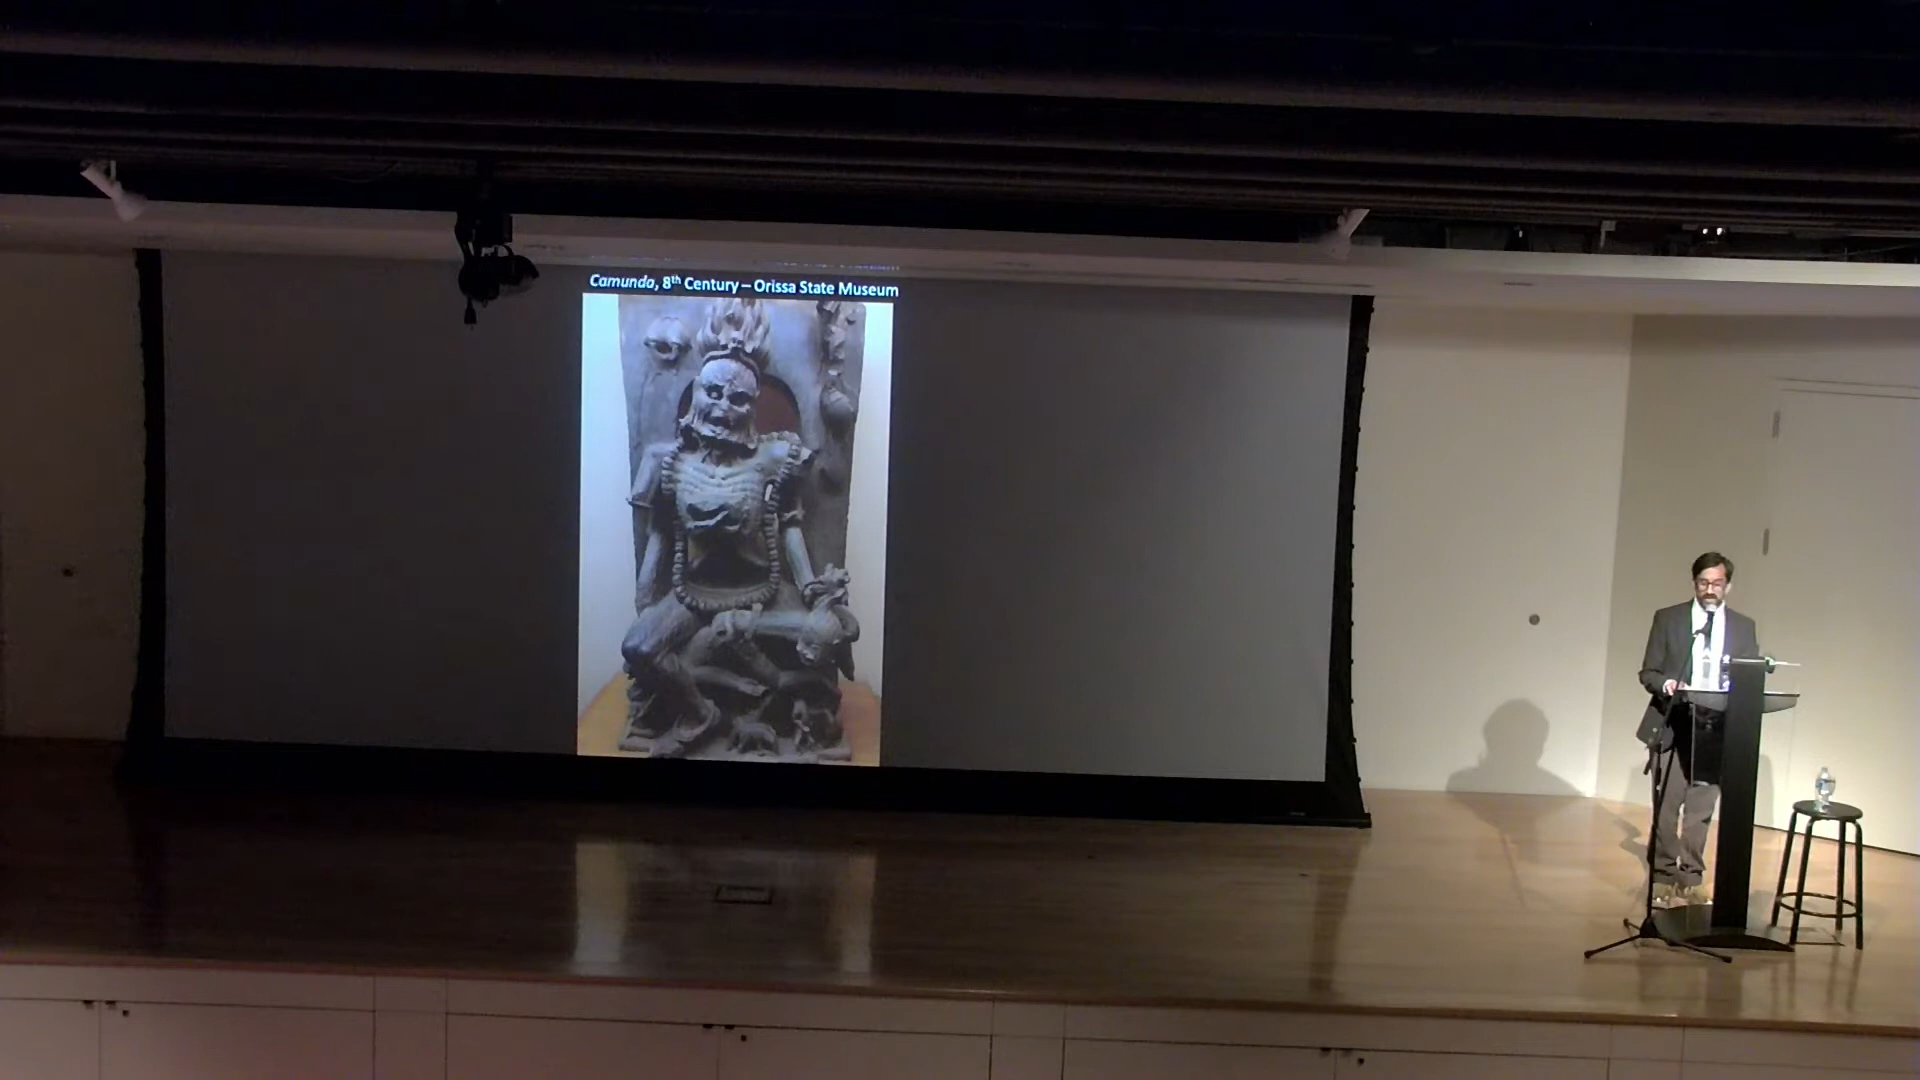 Camunda, 8th Century – Orissa State Museum